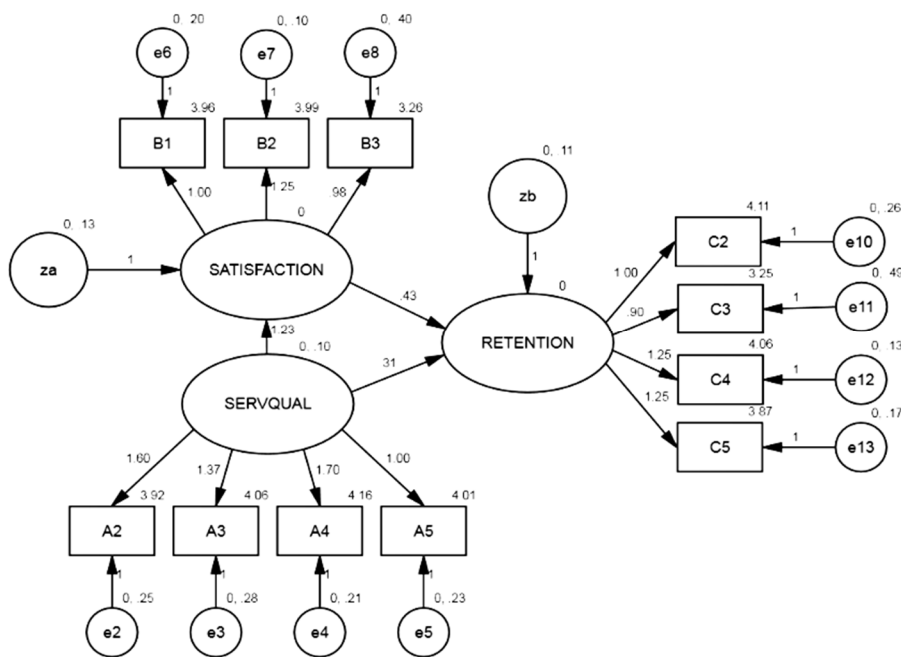 0, .20
0, .10
0, .40
e6
e7
e8
1
1
1
3.96
3.99
3.26
B1
B2
B3
0, .11
zb
1.00
1.25
.98
0
4.11
0, .26
0, .13
C2
1
e10
za
1
SATISFACTION
1
1.00
3.25
0, .49
0
.43
.90
C3
1
e11
RETENTION
4.06
0, .13
1.23
1.25
C4
1
e12
0, .10
.31
1.25
3.87
0, .17
SERVQUAL
C5
1
e13
1.60
1.37
1.70
1.00
3.92
4.06
4.16
4.01
A2
A3
A4
A5
1
1
1
1
0, .25
0, .28
0, .21
0, .23
e2
e3
e4
e5